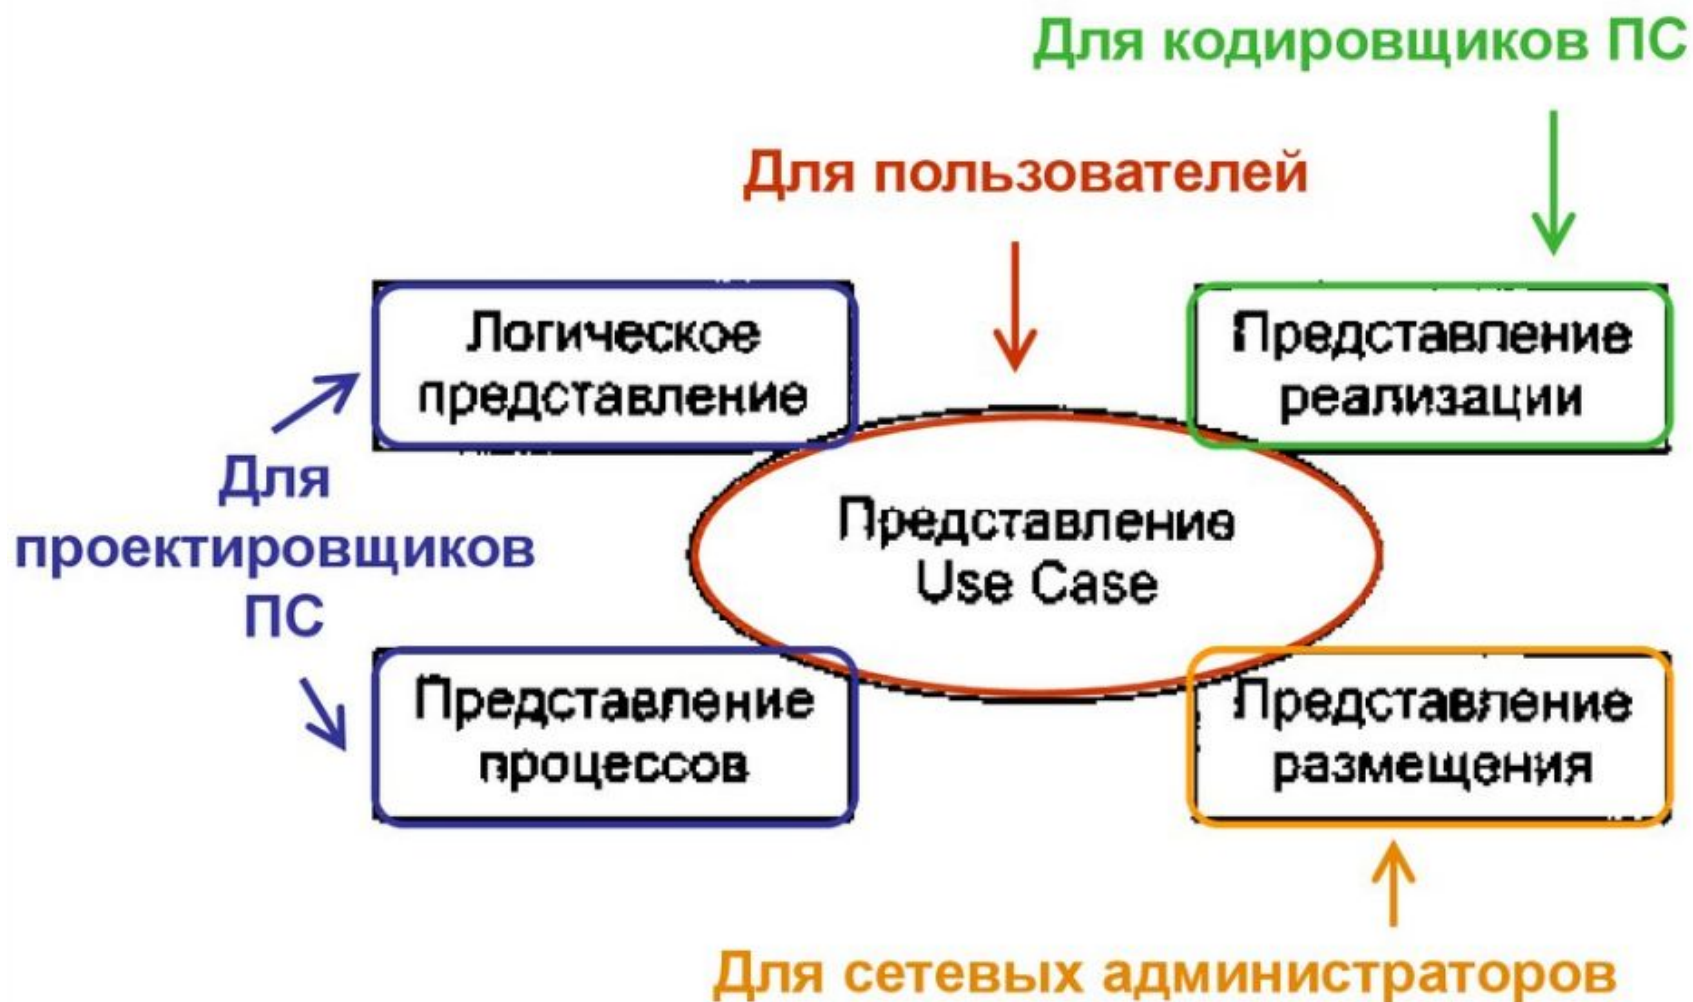 Для кодировщиков ПС
Для пользователей
Логическое
представление
Представление
реализации
Для
проектировщиков
ПС
Представление
Use Case
Представление
процессов
Представление
размещения
Для сетевых администраторов